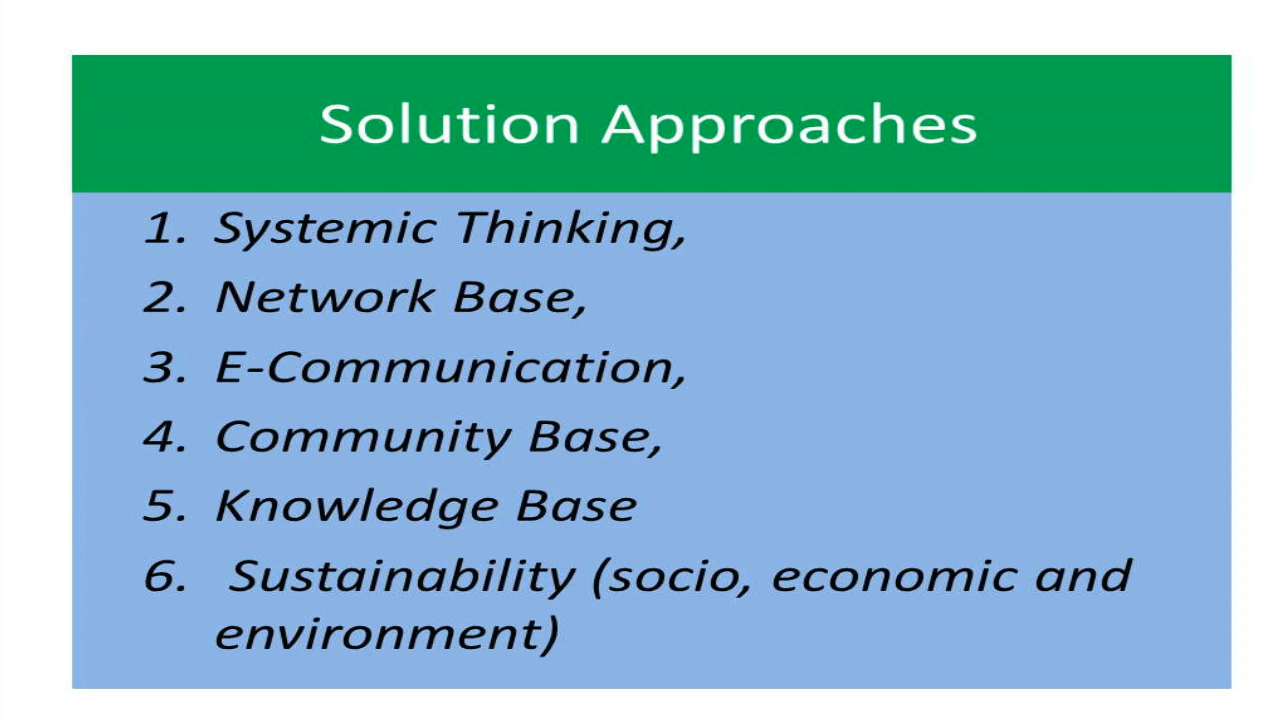 Solution Approaches
1. Systemic Thinking,
2. Network Base,
3. E-Communication,
4. Community Base,
5. Knowledge Base
6. Sustainability (socio, economic and
environment)